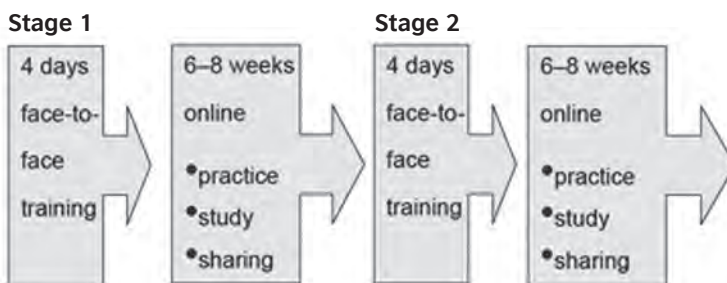 Stage 1
4 days
face-to-
face
training
6–8 weeks
online
•practice
•study
•sharing
Stage 2
4 days
face-to-
face
training
6–8 weeks
online
•practice
•study
•sharing